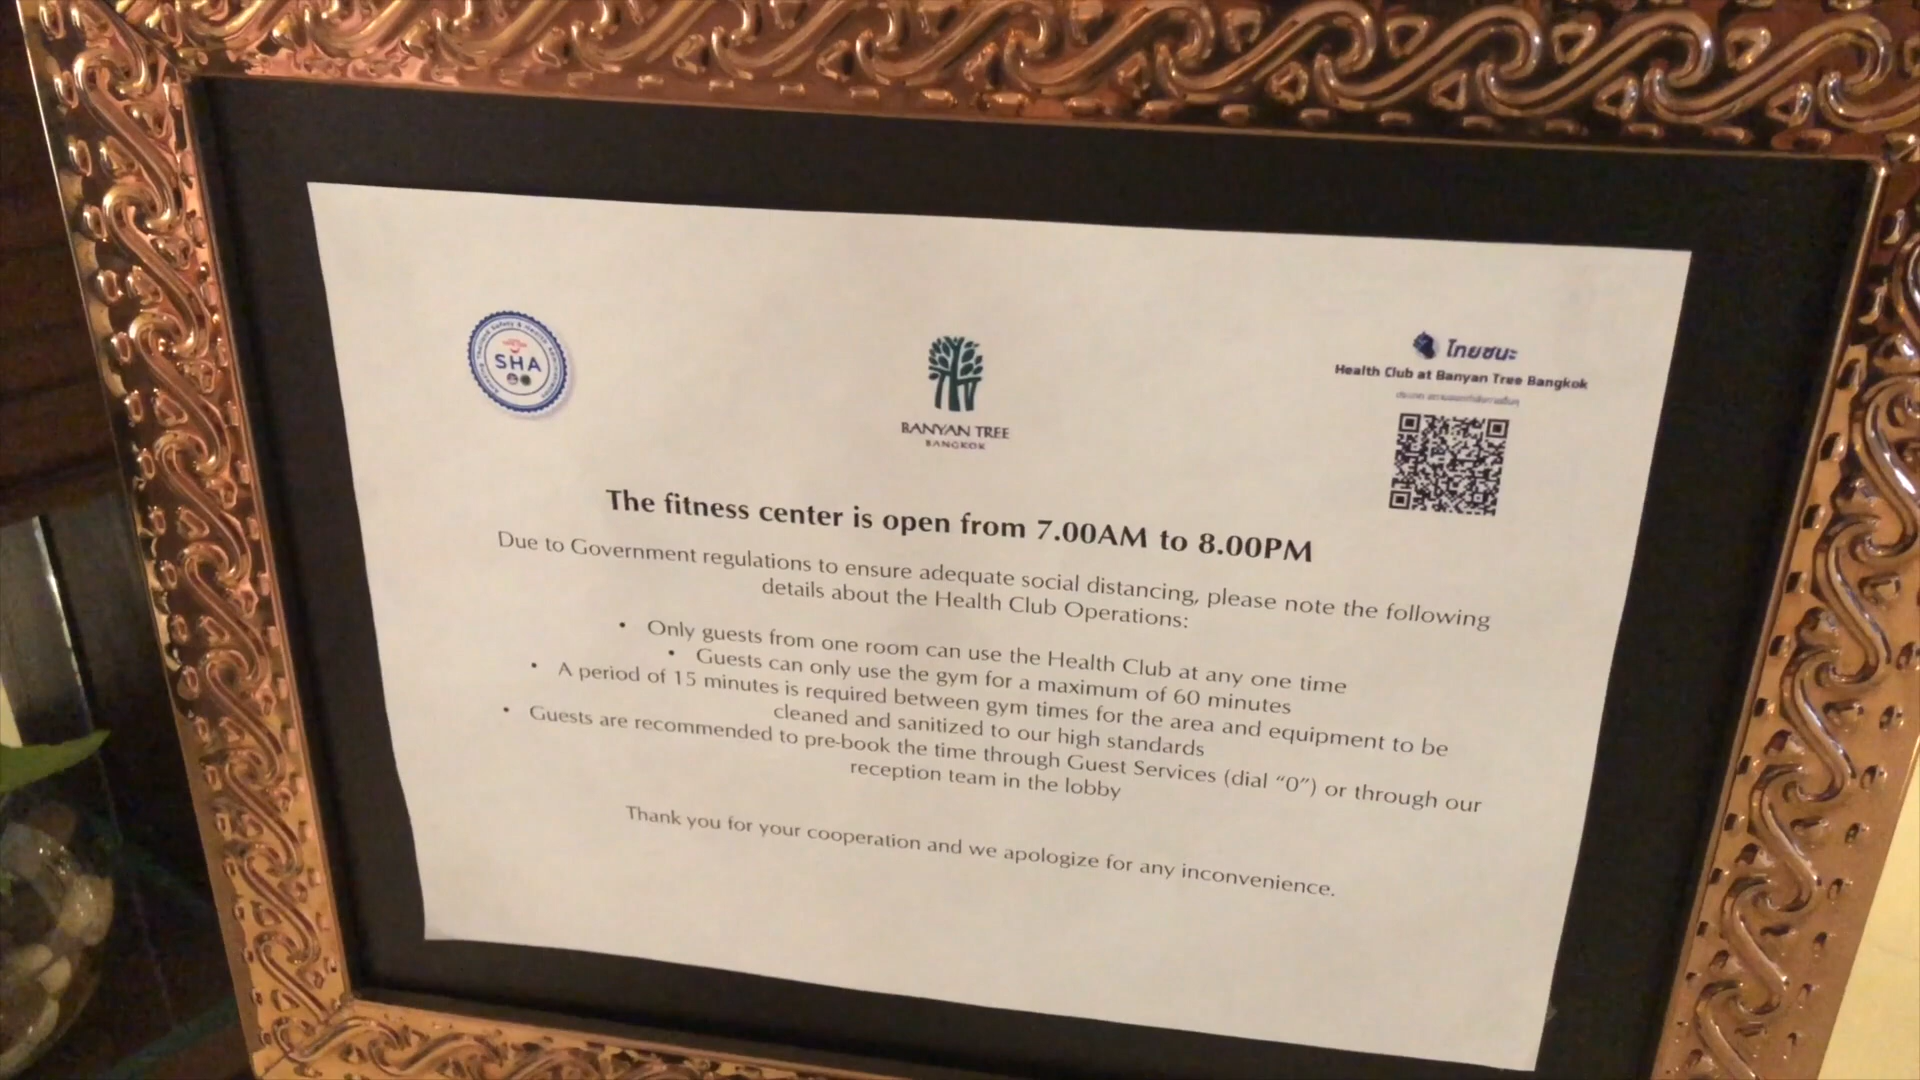 Amazing Thailand Safety & Health Administration
SHA
BANYAN TREE
BANGKOK
ไทยชนะ
Health Club at Banyan Tree Bangkok
The fitness center is open from 7.00AM to 8.00PM
Due to Government regulations to ensure adequate social distancing, please note the following
details about the Health Club Operations:
• Only guests from one room can use the Health Club at any one time
• Guests can only use the gym for a maximum of 60 minutes
• A period of 15 minutes is required between gym times for the area and equipment to be
cleaned and sanitized to our high standards
• Guests are recommended to pre-book the time through Guest Services (dial “0”) or through our
reception team in the lobby
Thank you for your cooperation and we apologize for any inconvenience.